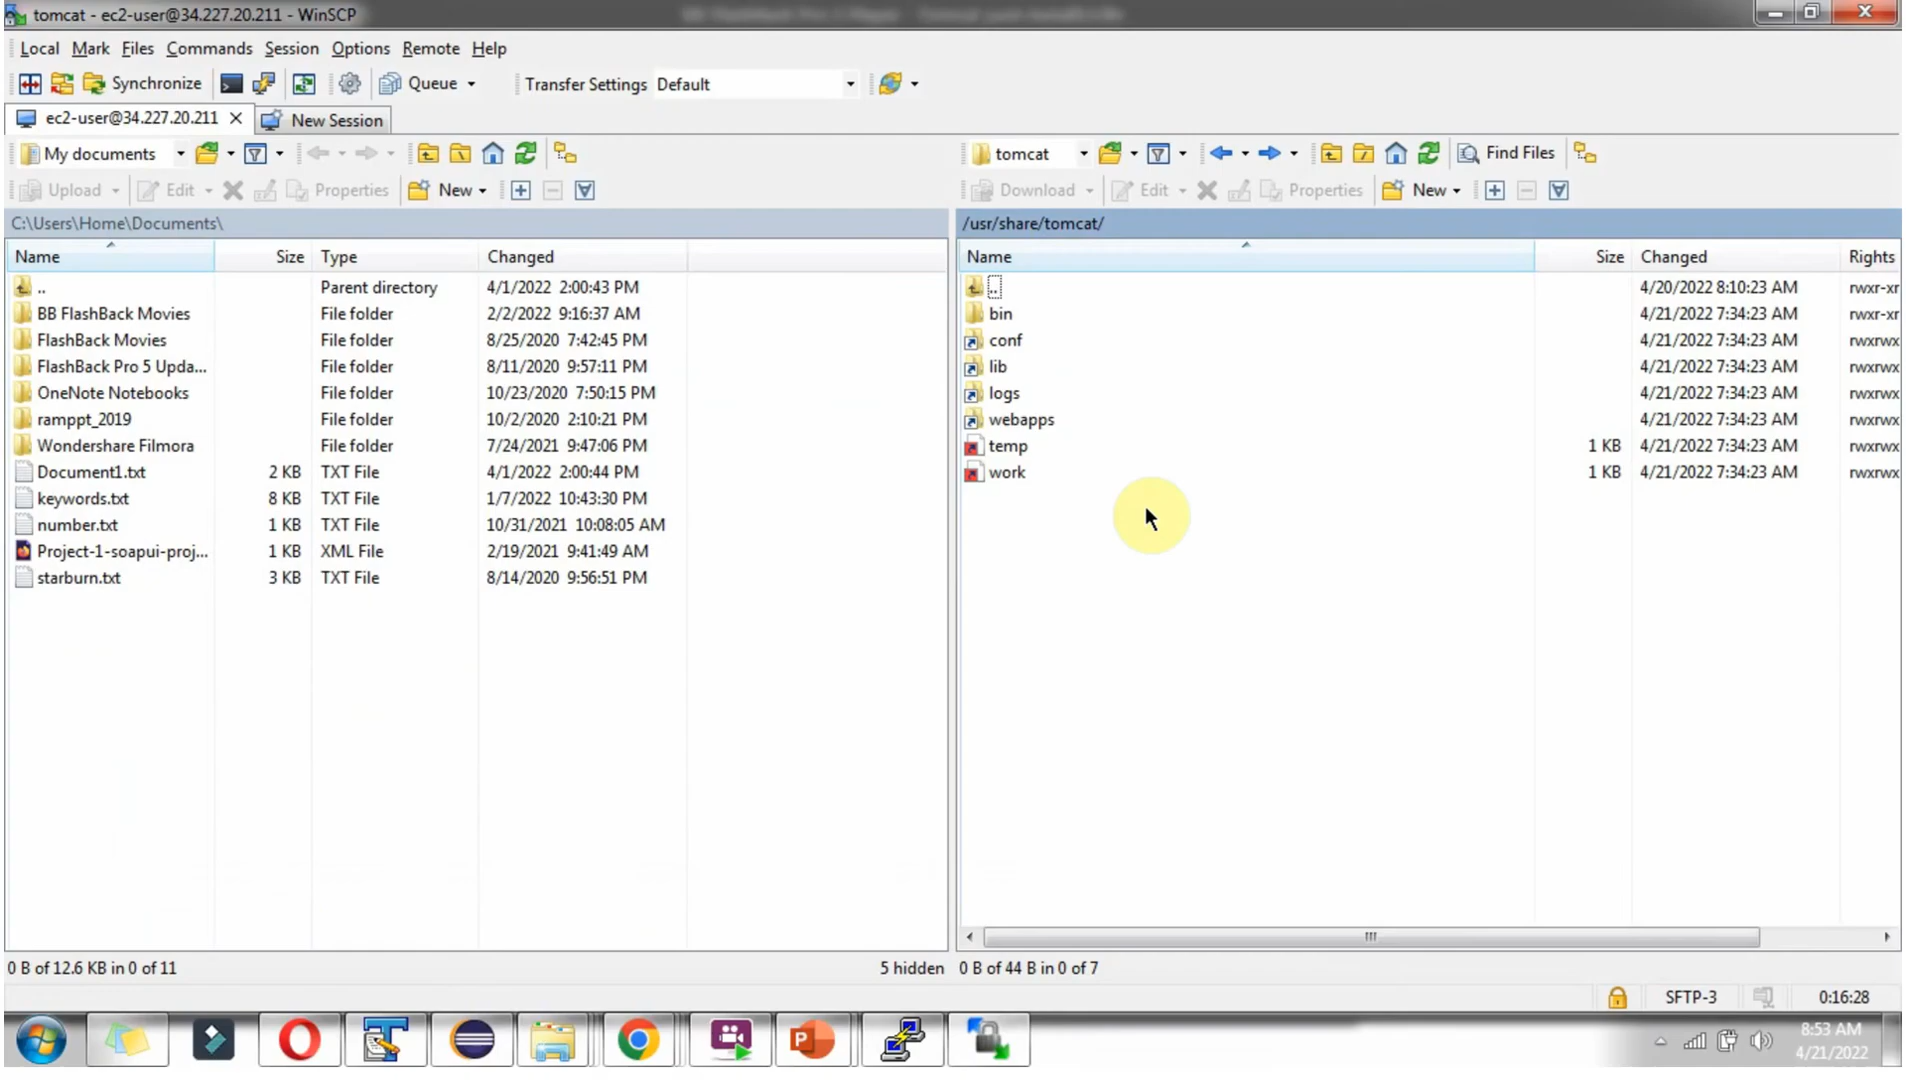 tomcat - ec2-user@34.227.20.211 - WinSCP
Local Mark Files Commands Session Options Remote Help
Synchronize Queue Transfer Settings Default
ec2-user@34.227.20.211 New Session
My documents tomcat Find Files
Upload Edit Properties New Download Edit Properties New
C:\Users\Home\Documents\ /usr/share/tomcat/
Name Size Type Changed Name Size Changed Rights
.. Parent directory 4/1/2022 2:00:43 PM .. 4/20/2022 8:10:23 AM rwxr-xr
BB FlashBack Movies File folder 2/2/2022 9:16:37 AM bin 4/21/2022 7:34:23 AM rwxr-xr
FlashBack Movies File folder 8/25/2020 7:42:45 PM conf 4/21/2022 7:34:23 AM rwxrwx
FlashBack Pro 5 Upda... File folder 8/11/2020 9:57:11 PM lib 4/21/2022 7:34:23 AM rwxrwx
OneNote Notebooks File folder 10/23/2020 7:50:15 PM logs 4/21/2022 7:34:23 AM rwxrwx
ramppt_2019 File folder 10/2/2020 2:10:21 PM webapps 4/21/2022 7:34:23 AM rwxrwx
Wondershare Filmora File folder 7/24/2021 9:47:06 PM temp 1 KB 4/21/2022 7:34:23 AM rwxrwx
Document1.txt 2 KB TXT File 4/1/2022 2:00:44 PM work 1 KB 4/21/2022 7:34:23 AM rwxrwx
keywords.txt 8 KB TXT File 1/7/2022 10:43:30 PM
number.txt 1 KB TXT File 10/31/2021 10:08:05 AM
Project-1-soapui-proj... 1 KB XML File 2/19/2021 9:41:49 AM
starburn.txt 3 KB TXT File 8/14/2020 9:56:51 PM
0 B of 12.6 KB in 0 of 11 5 hidden 0 B of 44 B in 0 of 7
SFTP-3 0:16:28
8:53 AM
4/21/2022